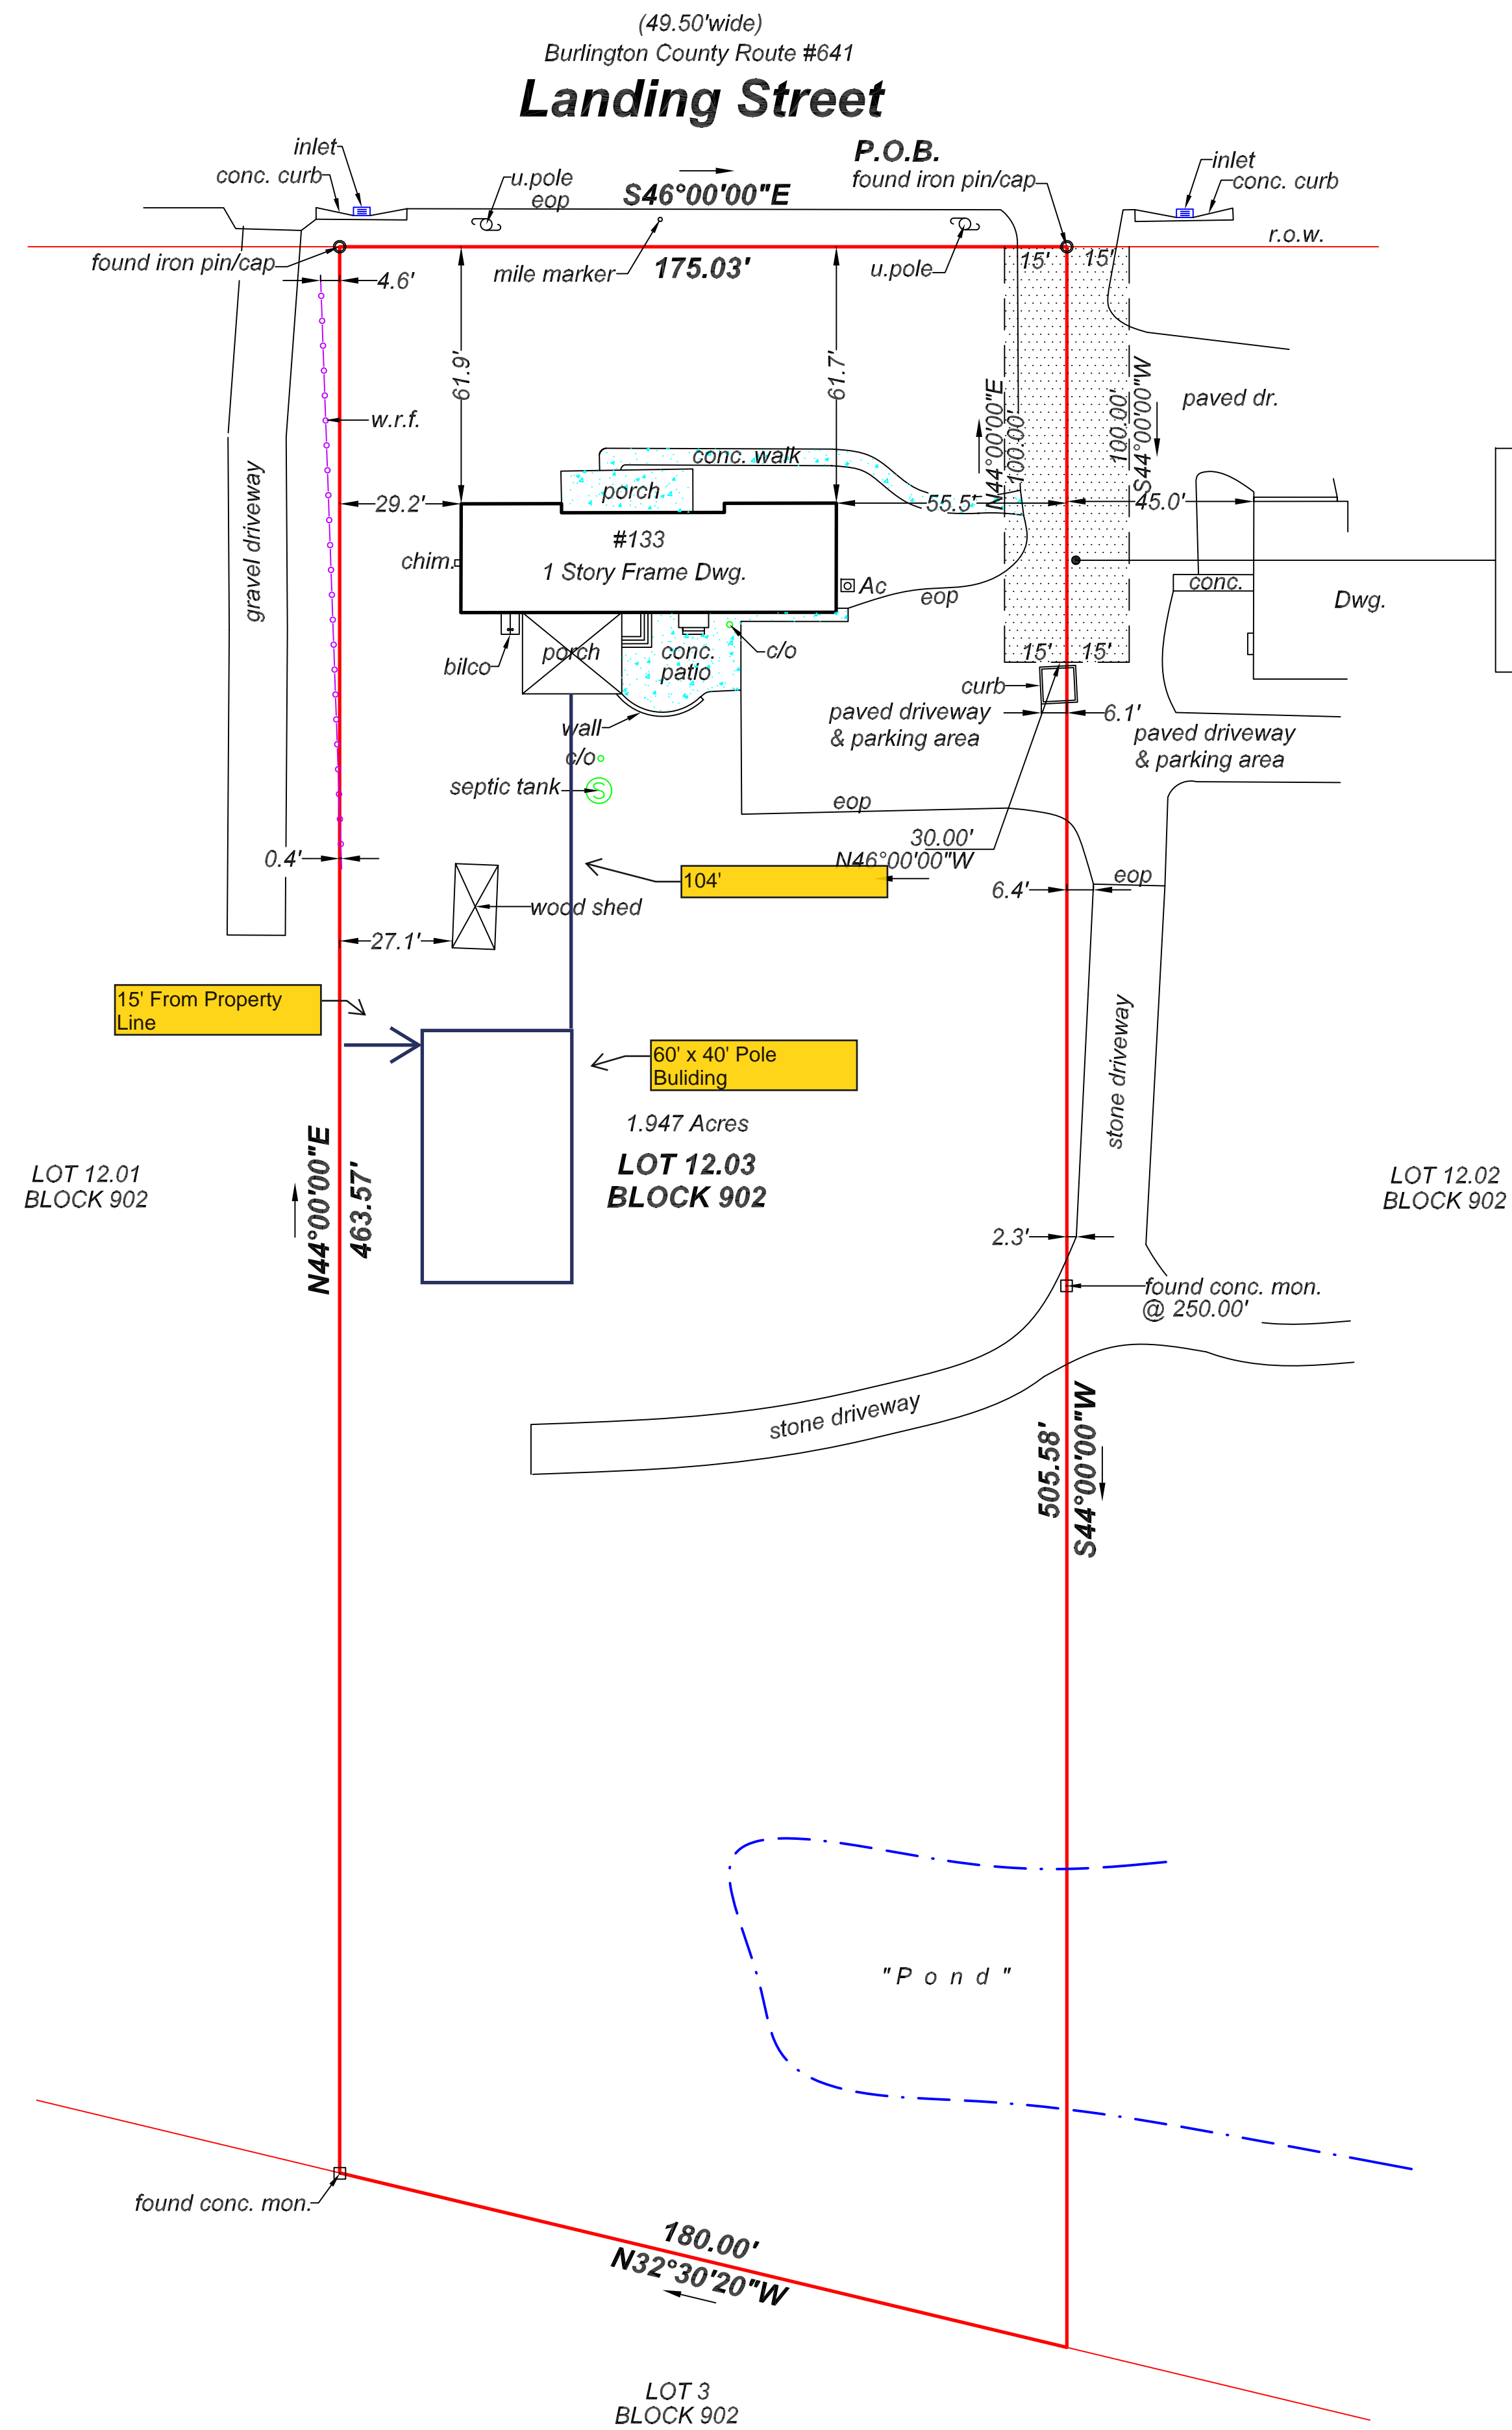 (49.50'wide)
Burlington County Route #641
Landing Street
inlet
conc. curb
u.pole
eop
S46°00'00"E
P.O.B.
found iron pin/cap
inlet
conc. curb
r.o.w.
found iron pin/cap
4.6'
mile marker
175.03'
u.pole
15'
15'
61.9'
61.7'
w.r.f.
N44°00'00"E
100.00'
100.00'
S44°00'00"W
paved dr.
gravel driveway
conc. walk
porch
29.2'
55.5'
45.0'
#133
1 Story Frame Dwg.
chim.
Ac
eop
conc.
Dwg.
bilco
porch
conc.
patio
c/o
15'
15'
curb
6.1'
paved driveway
& parking area
paved driveway
& parking area
wall
c/o
septic tank
S
eop
30.00'
N46°00'00"W
0.4'
104'
6.4'
eop
wood shed
27.1'
15' From Property
Line
60' x 40' Pole
Buliding
stone driveway
1.947 Acres
LOT 12.03
BLOCK 902
LOT 12.01
BLOCK 902
N44°00'00"E
463.57'
LOT 12.02
BLOCK 902
2.3'
found conc. mon.
@ 250.00'
stone driveway
505.58'
S44°00'00"W
"Pond"
found conc. mon.
180.00'
N32°30'20"W
LOT 3
BLOCK 902